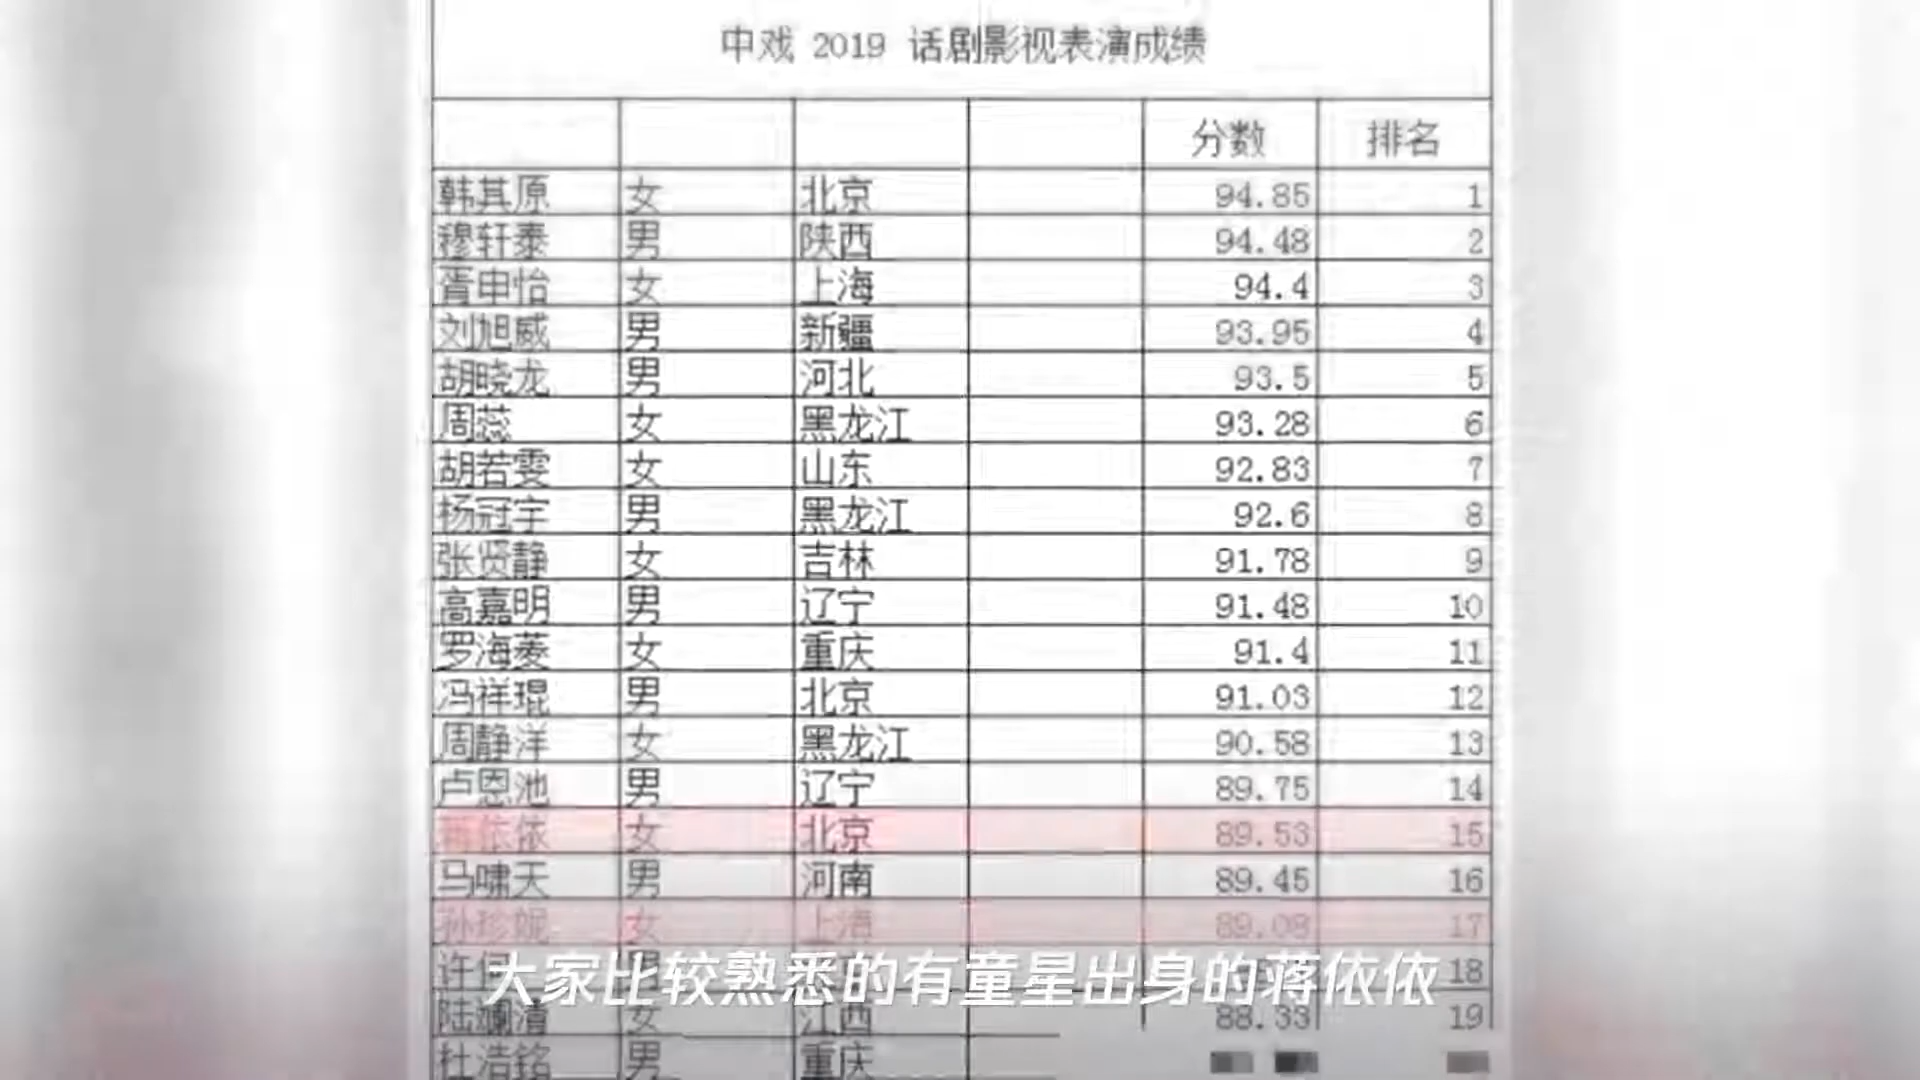 中戏 2019 话剧影视表演成绩
分数 排名
韩其原 女 北京 94.85 1
穆轩泰 男 陕西 94.48 2
胥申怡 女 上海 94.4 3
刘旭威 男 新疆 93.95 4
胡晓龙 男 河北 93.5 5
周蕊 女 黑龙江 93.28 6
胡若雯 女 山东 92.83 7
杨冠宇 男 黑龙江 92.6 8
张贤静 女 吉林 91.78 9
高嘉明 男 辽宁 91.48 10
罗海菱 女 重庆 91.4 11
冯祥琨 男 北京 91.03 12
周静洋 女 黑龙江 90.58 13
卢恩池 男 辽宁 89.75 14
蒋依依 女 北京 89.53 15
马啸天 男 河南 89.45 16
孙珍妮 女 上海 89.08 17
许 男 18
大家比较熟悉的有童星出身的蒋依依
陆斓清 女 江西 88.33 19
杜浩铭 男 重庆